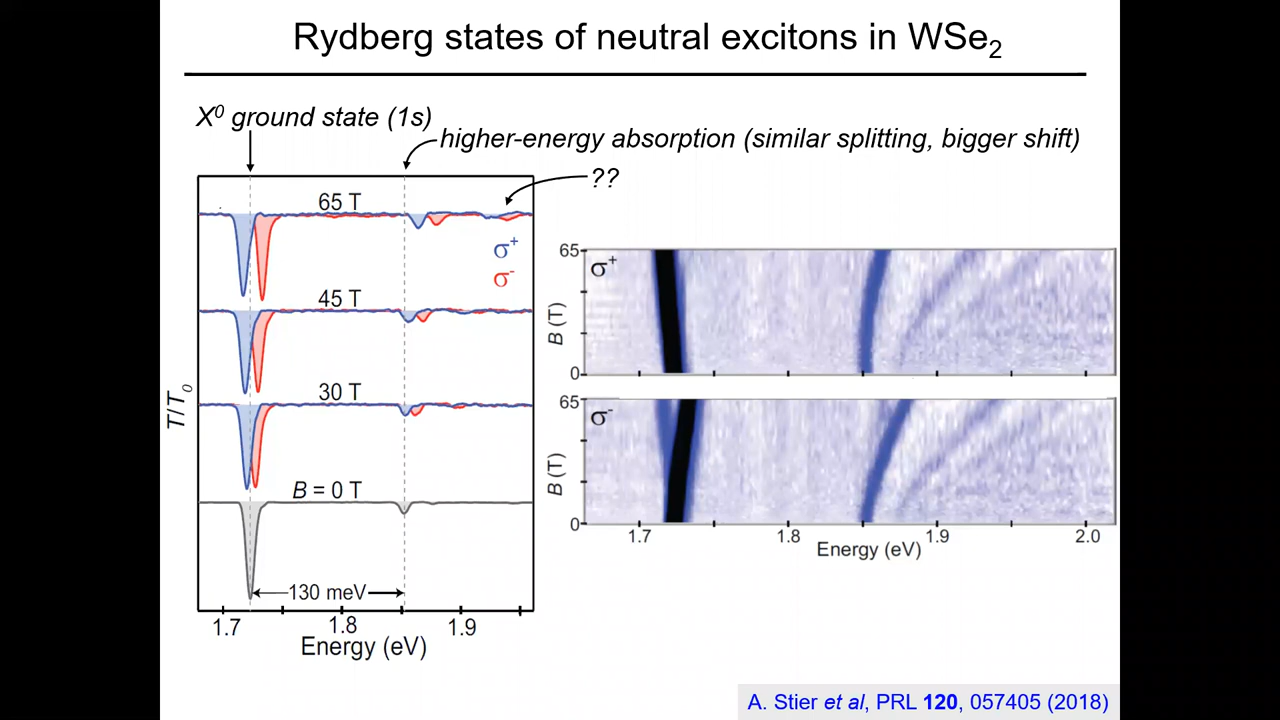 Rydberg states of neutral excitons in WSe₂
X⁰ ground state (1s)
higher-energy absorption (similar splitting, bigger shift)
??
65 T
σ⁺
σ⁻
45 T
30 T
B = 0 T
130 meV
T/T₀
1.7 1.8 1.9
Energy (eV)
65
σ⁺
B (T)
0
65
σ⁻
B (T)
0
1.7 1.8 1.9 2.0
Energy (eV)
A. Stier et al, PRL 120, 057405 (2018)